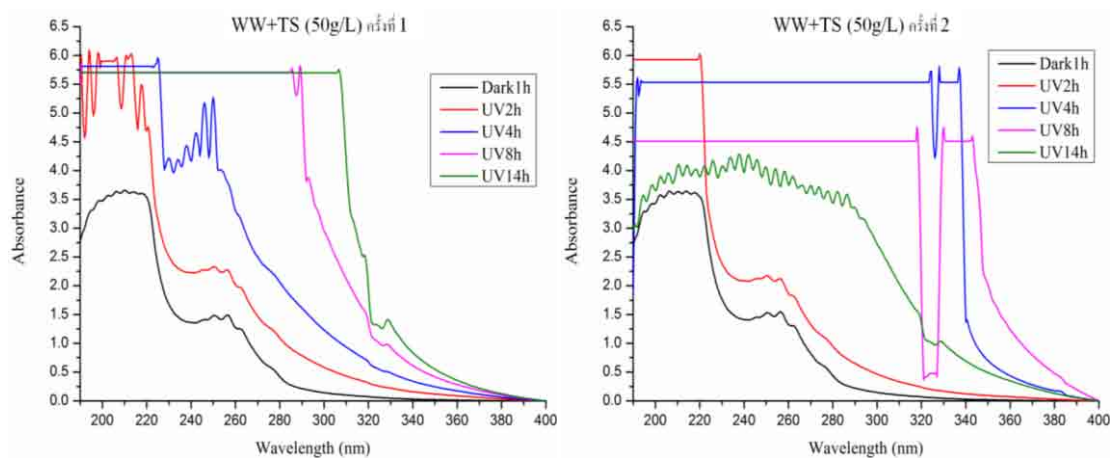 WW+TS (50g/L) ครั้งที่ 1
6.5
6.0
5.5
5.0
4.5
4.0
3.5
3.0
2.5
2.0
1.5
1.0
0.5
0.0
Absorbance
Dark1h
UV2h
UV4h
UV8h
UV14h
200 220 240 260 280 300 320 340 360 380 400
Wavelength (nm)
WW+TS (50g/L) ครั้งที่ 2
6.5
6.0
5.5
5.0
4.5
4.0
3.5
3.0
2.5
2.0
1.5
1.0
0.5
0.0
Absorbance
Dark1h
UV2h
UV4h
UV8h
UV14h
200 220 240 260 280 300 320 340 360 380 400
Wavelength (nm)